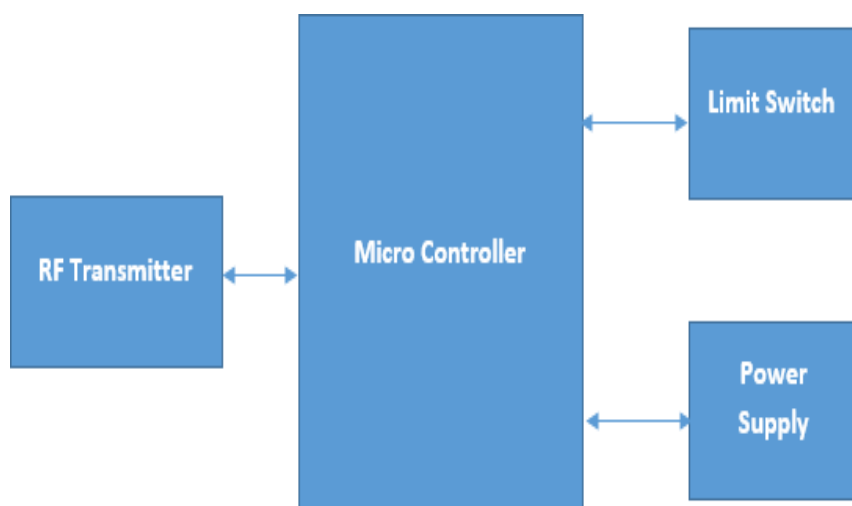 RF Transmitter
Micro Controller
Limit Switch
Power
Supply